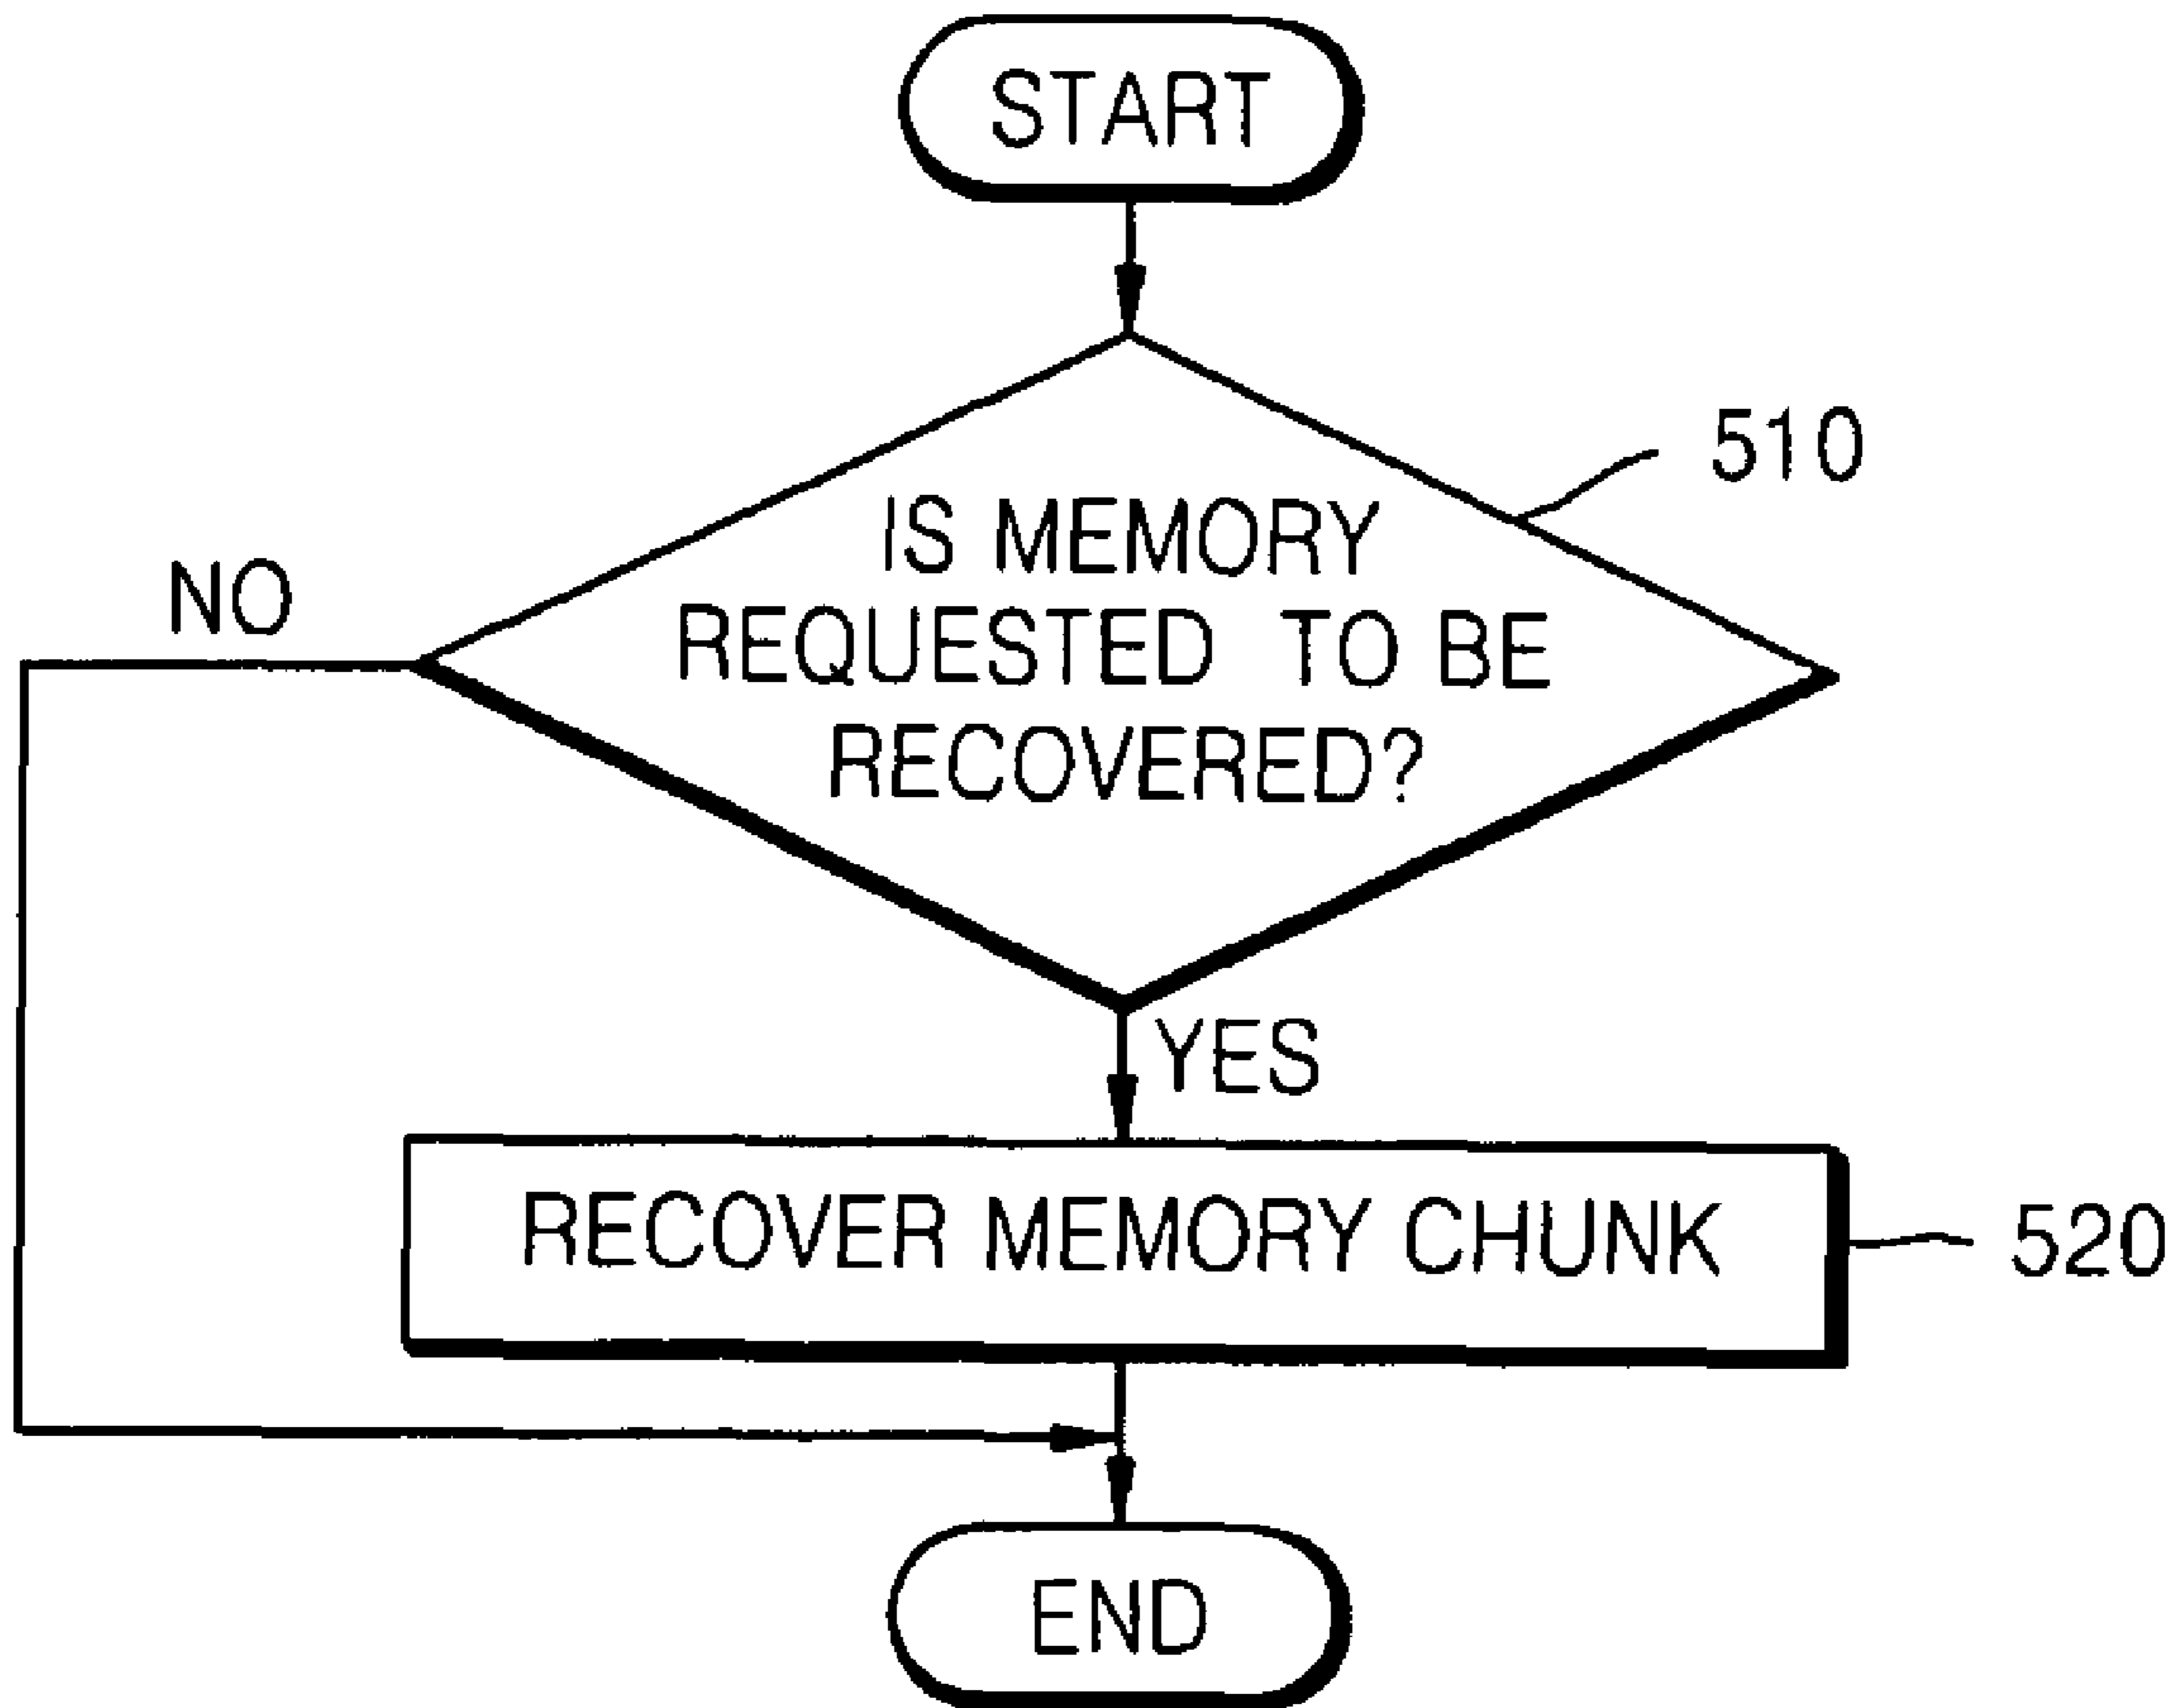 START
510
IS MEMORY
REQUESTED TO BE
RECOVERED?
NO
YES
RECOVER MEMORY CHUNK
520
END